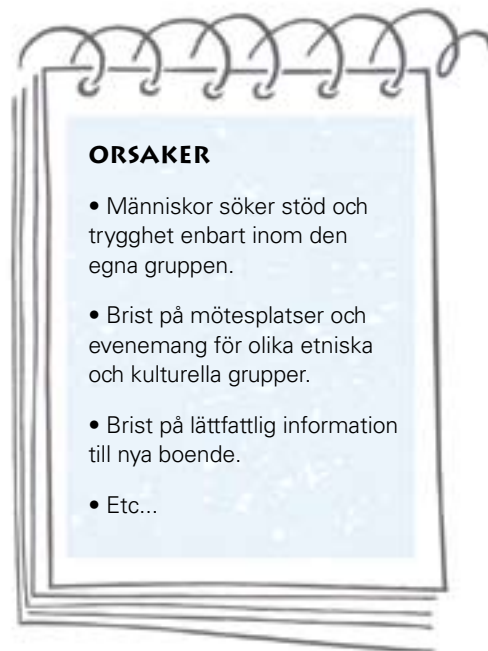 ORSAKER
• Människor söker stöd och
trygghet enbart inom den
egna gruppen.
• Brist på mötesplatser och
evenemang för olika etniska
och kulturella grupper.
• Brist på lättfattlig information
till nya boende.
• Etc...